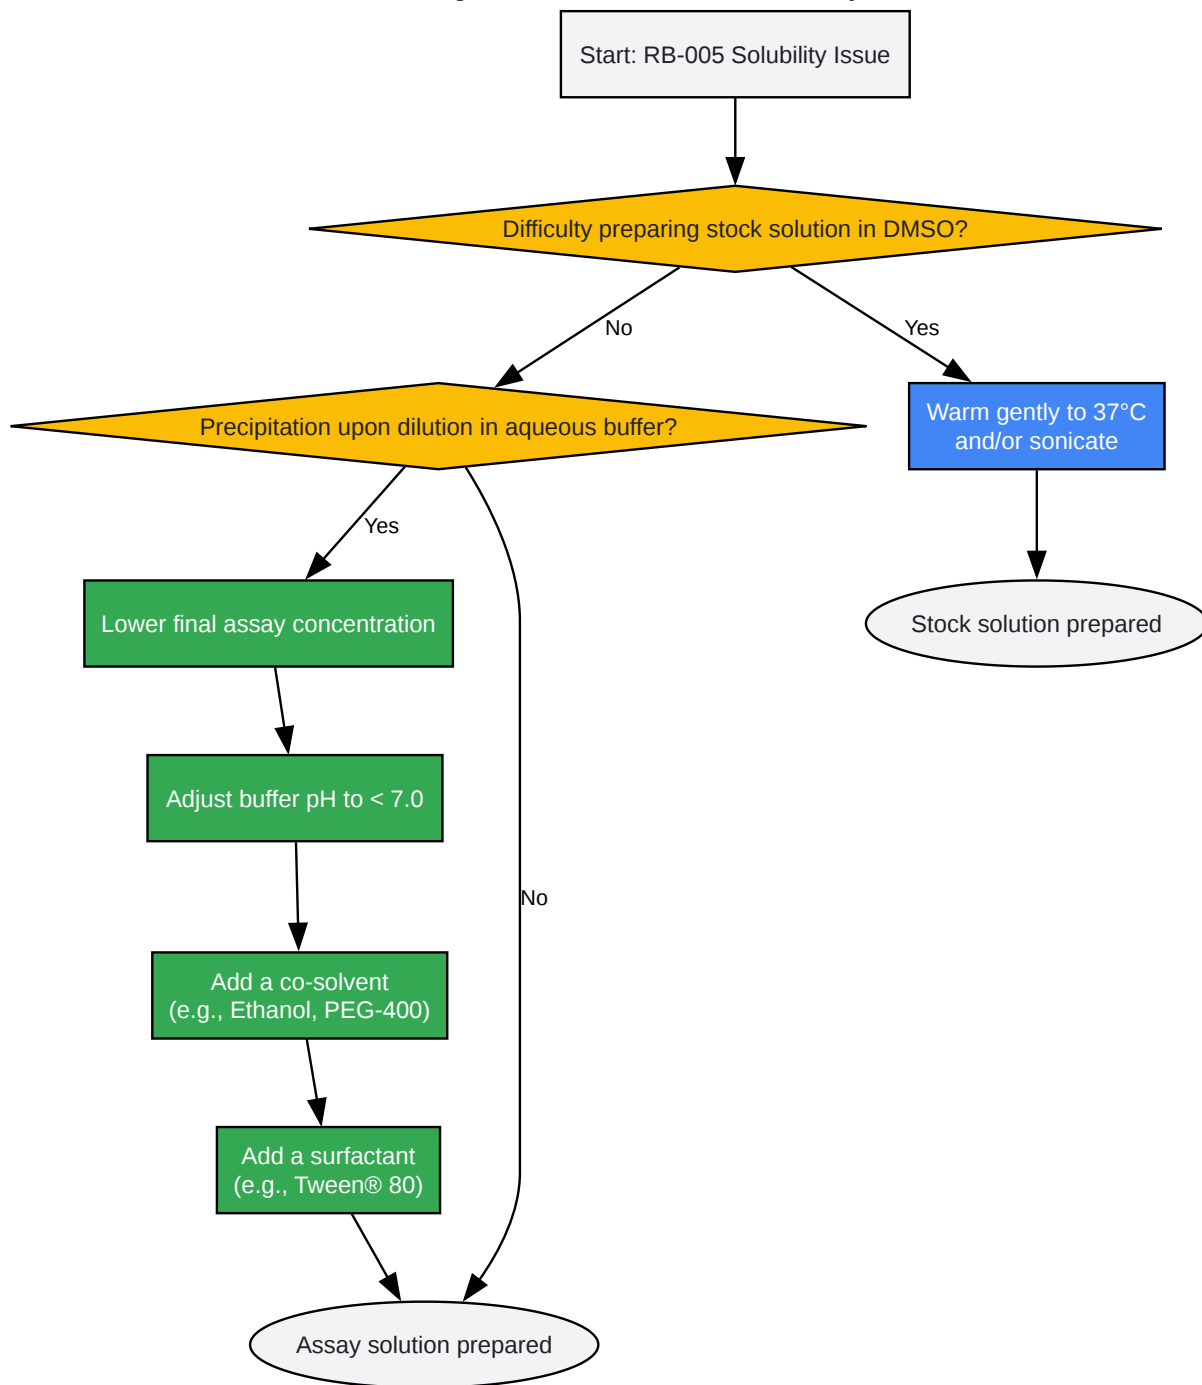 Start: RB-005 Solubility Issue
Difficulty preparing stock solution in DMSO?
No
Yes
Precipitation upon dilution in aqueous buffer?
Warm gently to 37°C
and/or sonicate
Yes
Lower final assay concentration
Stock solution prepared
Adjust buffer pH to < 7.0
No
Add a co-solvent
(e.g., Ethanol, PEG-400)
Add a surfactant
(e.g., Tween® 80)
Assay solution prepared